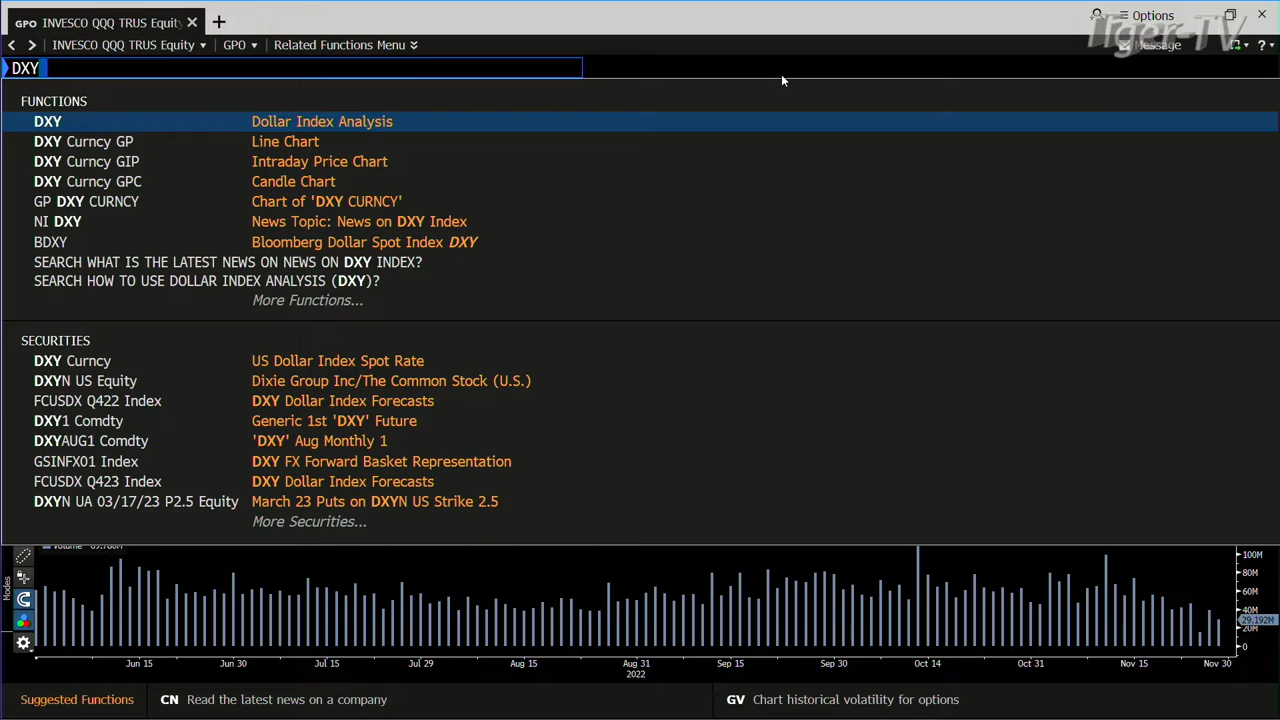 GPO INVESCO QQQ TRUS Equity
Options
INVESCO QQQ TRUS Equity GPO Related Functions Menu
Message
?
Tiger-TV
DXY
FUNCTIONS
DXY Dollar Index Analysis
DXY Curncy GP Line Chart
DXY Curncy GIP Intraday Price Chart
DXY Curncy GPC Candle Chart
GP DXY CURNCY Chart of 'DXY CURNCY'
NI DXY News Topic: News on DXY Index
BDXY Bloomberg Dollar Spot Index DXY
SEARCH WHAT IS THE LATEST NEWS ON NEWS ON DXY INDEX?
SEARCH HOW TO USE DOLLAR INDEX ANALYSIS (DXY)?
More Functions...
SECURITIES
DXY Curncy US Dollar Index Spot Rate
DXYN US Equity Dixie Group Inc/The Common Stock (U.S.)
FCUSDX Q422 Index DXY Dollar Index Forecasts
DXY1 Comdty Generic 1st 'DXY' Future
DXYAUG1 Comdty 'DXY' Aug Monthly 1
GSINFX01 Index DXY FX Forward Basket Representation
FCUSDX Q423 Index DXY Dollar Index Forecasts
DXYN UA 03/17/23 P2.5 Equity March 23 Puts on DXYN US Strike 2.5
More Securities...
Modes
100M
80M
60M
40M
29.192M
20M
0
Jun 15 Jun 30 Jul 15 Jul 29 Aug 15 Aug 31 Sep 15 Sep 30 Oct 14 Oct 31 Nov 15 Nov 30
2022
Suggested Functions CN Read the latest news on a company GV Chart historical volatility for options